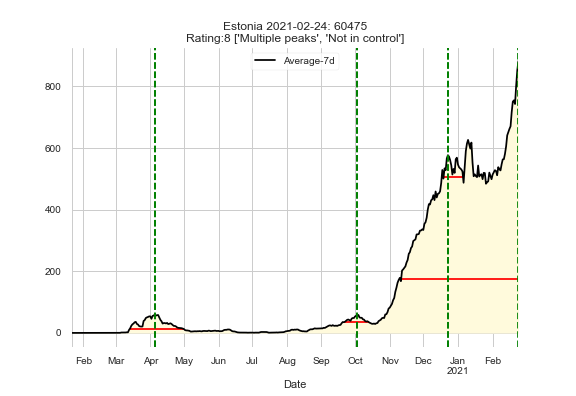 Estonia 2021-02-24: 60475
Rating:8 ['Multiple peaks', 'Not in control']
Average-7d
800
600
400
200
0
Feb Mar Apr May Jun Jul Aug Sep Oct Nov Dec Jan Feb
2021
Date